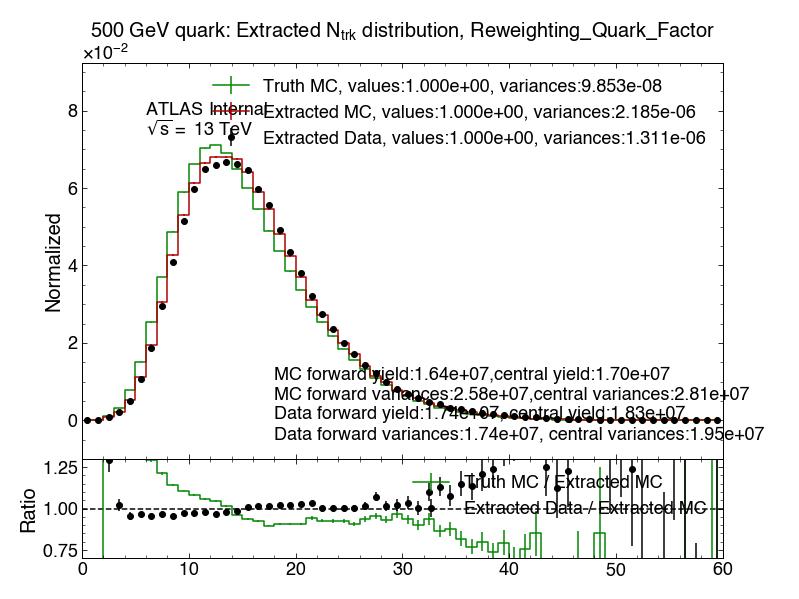 500 GeV quark: Extracted N_trk distribution, Reweighting_Quark_Factor
×10⁻²
Truth MC, values:1.000e+00, variances:9.853e-08
ATLAS Internal
Extracted MC, values:1.000e+00, variances:2.185e-06
√s = 13 TeV
Extracted Data, values:1.000e+00, variances:1.311e-06
8
6
4
2
0
Normalized
MC forward yield:1.64e+07,central yield:1.70e+07
MC forward variances:2.58e+07,central variances:2.81e+07
Data forward yield:1.74e+07, central yield:1.83e+07
Data forward variances:1.74e+07, central variances:1.95e+07
1.25
1.00
0.75
Ratio
Truth MC / Extracted MC
Extracted Data / Extracted MC
0 10 20 30 40 50 60